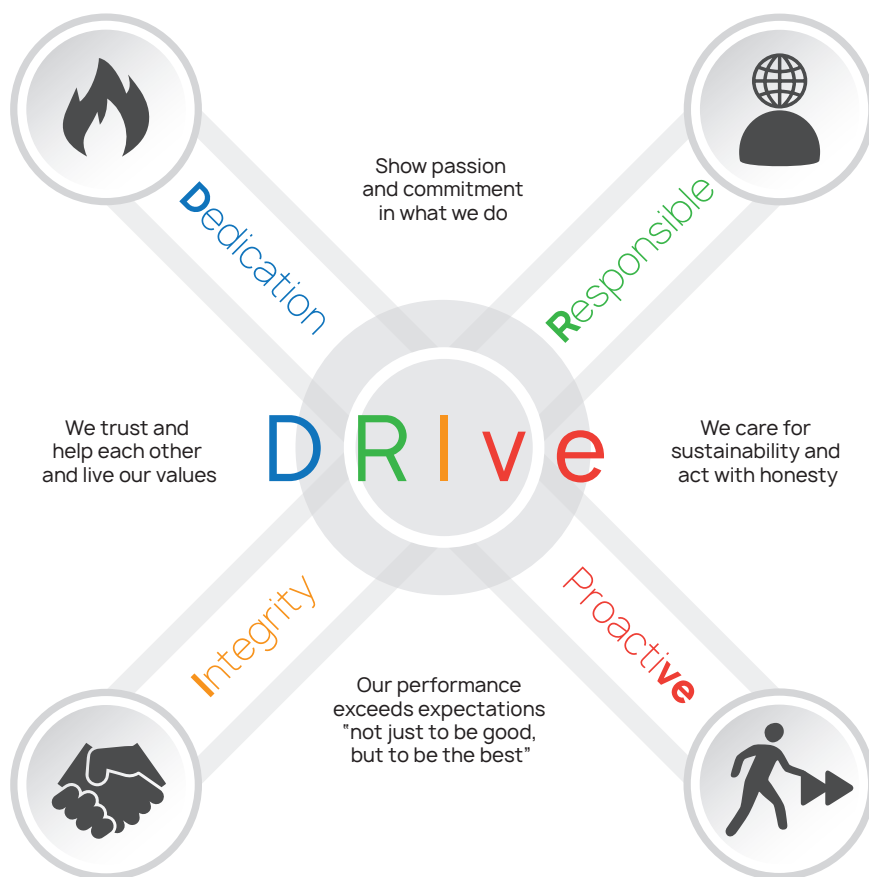 Show passion
and commitment
in what we do
Dedication
Responsible
We trust and
help each other
and live our values
DRIve
We care for
sustainability and
act with honesty
Integrity
Proactive
Our performance
exceeds expectations
“not just to be good,
but to be the best”